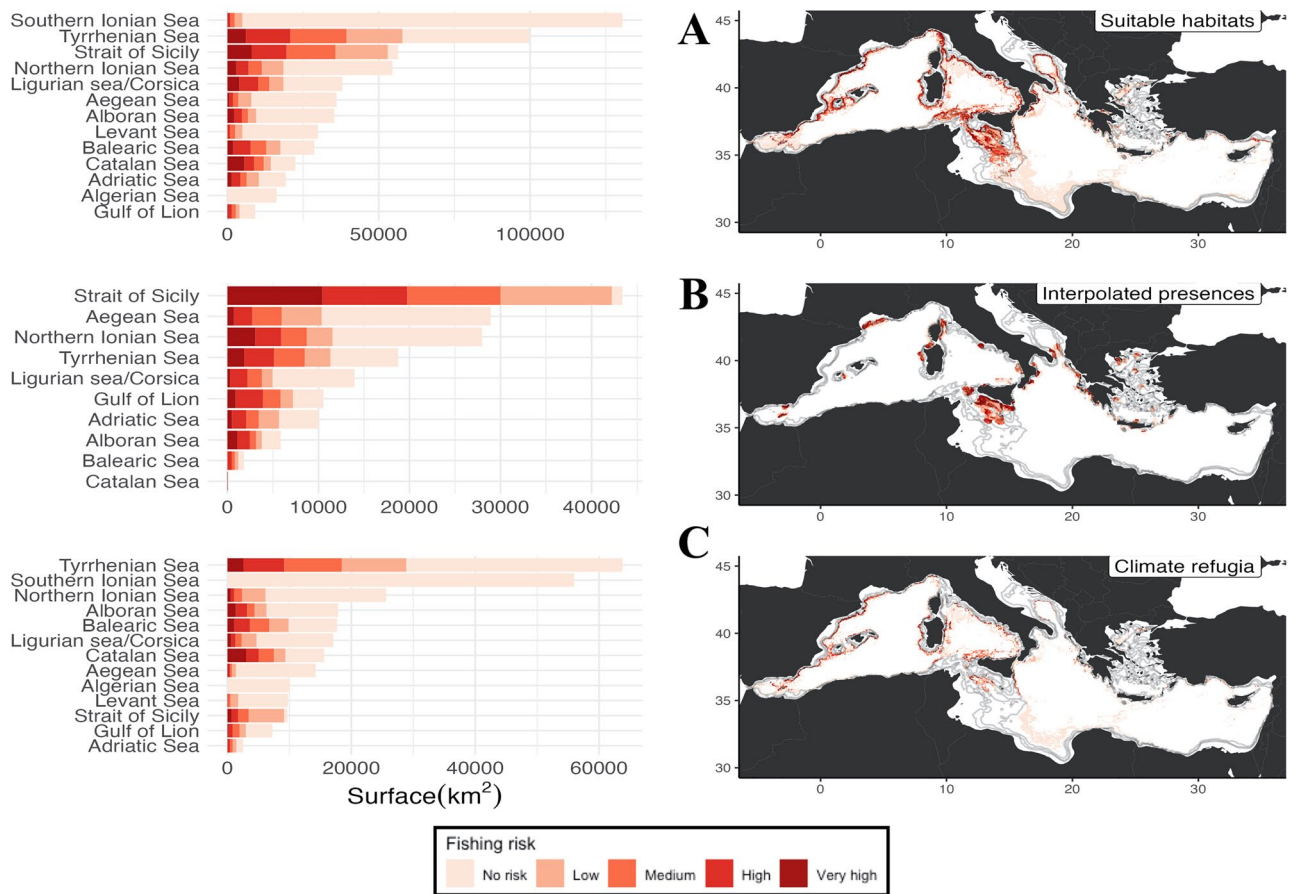 Southern Ionian Sea
Tyrrhenian Sea
Strait of Sicily
Northern Ionian Sea
Ligurian sea/Corsica
Aegean Sea
Alboran Sea
Levant Sea
Balearic Sea
Catalan Sea
Adriatic Sea
Algerian Sea
Gulf of Lion
0 50000 100000
A
Suitable habitats
45
40
35
30
0 10 20 30
Strait of Sicily
Aegean Sea
Northern Ionian Sea
Tyrrhenian Sea
Ligurian sea/Corsica
Gulf of Lion
Adriatic Sea
Alboran Sea
Balearic Sea
Catalan Sea
0 10000 20000 30000 40000
B
Interpolated presences
45
40
35
30
0 10 20 30
Tyrrhenian Sea
Southern Ionian Sea
Northern Ionian Sea
Alboran Sea
Balearic Sea
Ligurian sea/Corsica
Catalan Sea
Aegean Sea
Algerian Sea
Levant Sea
Strait of Sicily
Gulf of Lion
Adriatic Sea
0 20000 40000 60000
Surface(km²)
C
Climate refugia
45
40
35
30
0 10 20 30
Fishing risk
No risk Low Medium High Very high